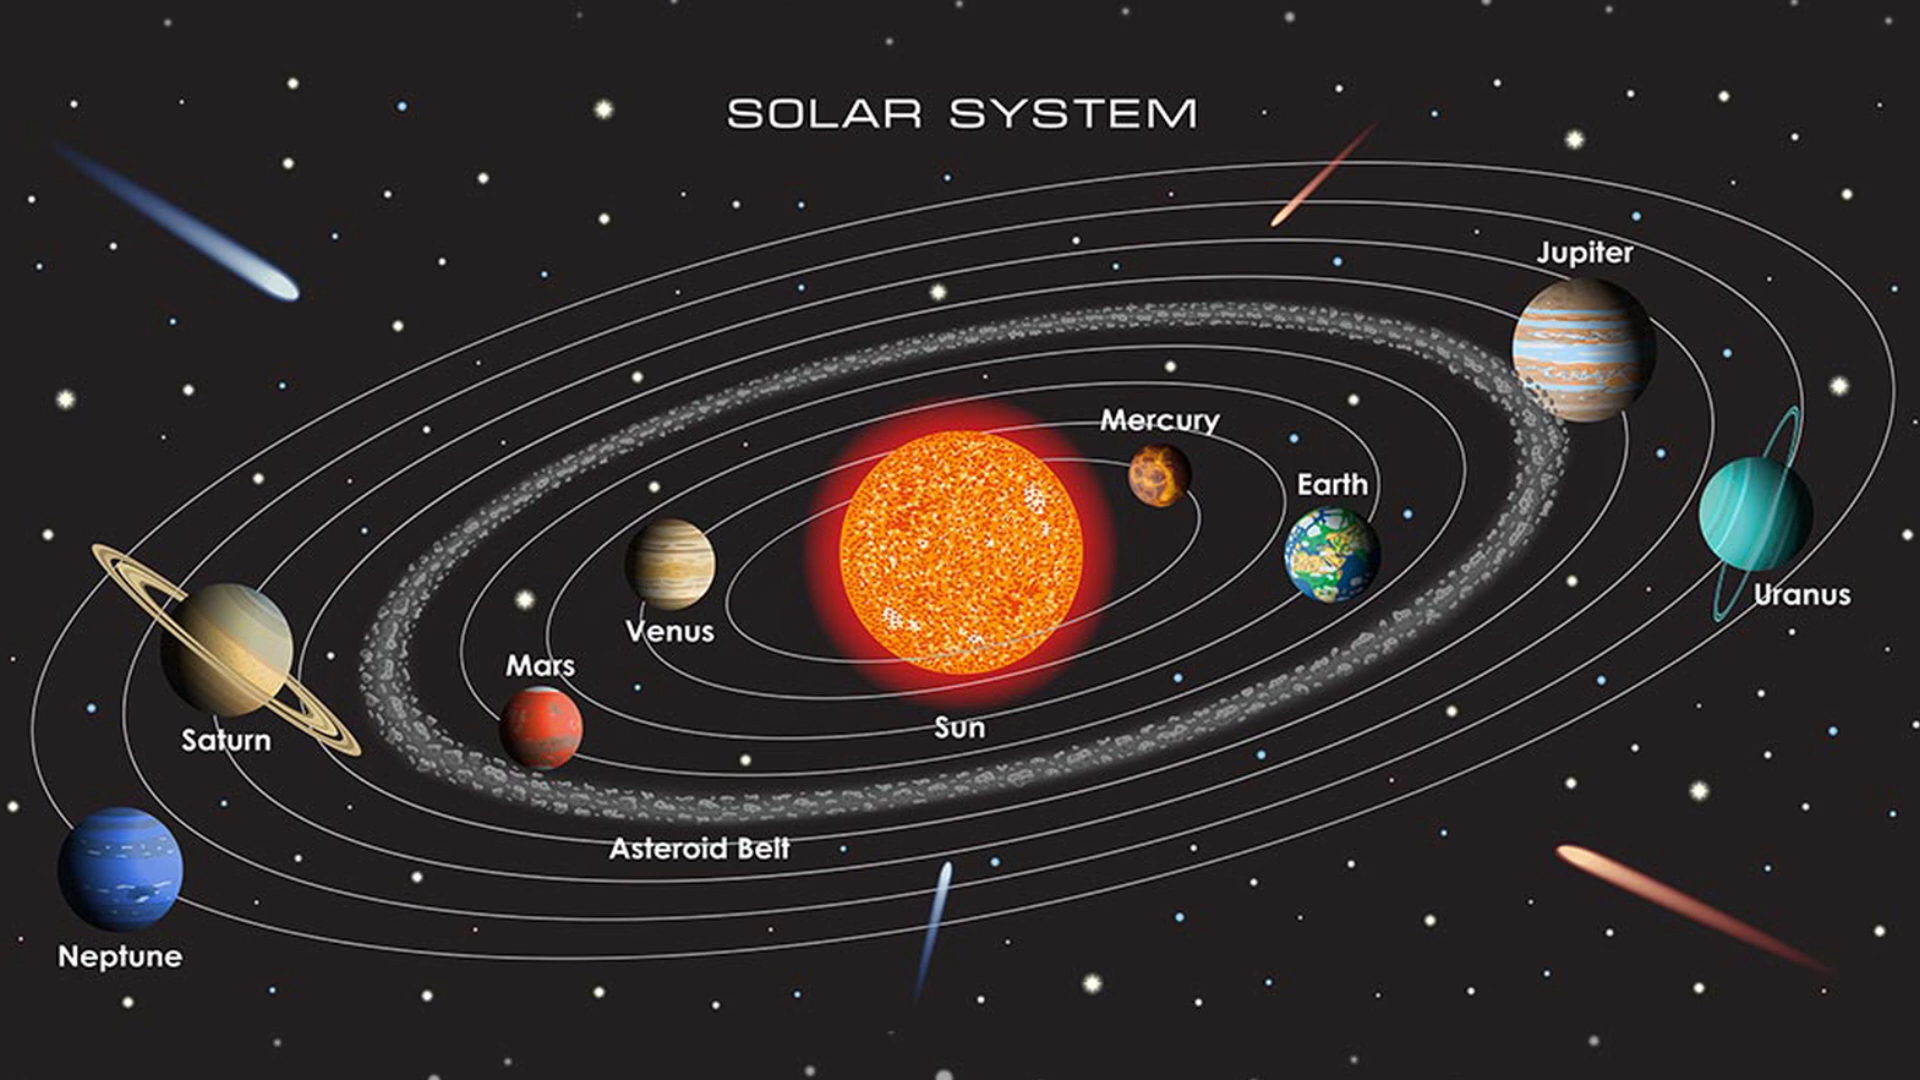 SOLAR SYSTEM
Jupiter
Mercury
Earth
Uranus
Venus
Mars
Sun
Saturn
Asteroid Belt
Neptune